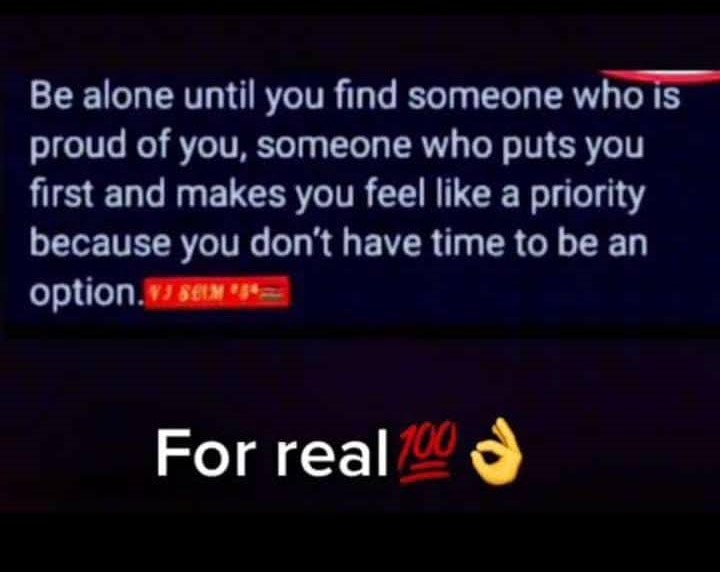 Be alone until you find someone who is
proud of you, someone who puts you
first and makes you feel like a priority
because you don't have time to be an
option. VJ
For real💯👌